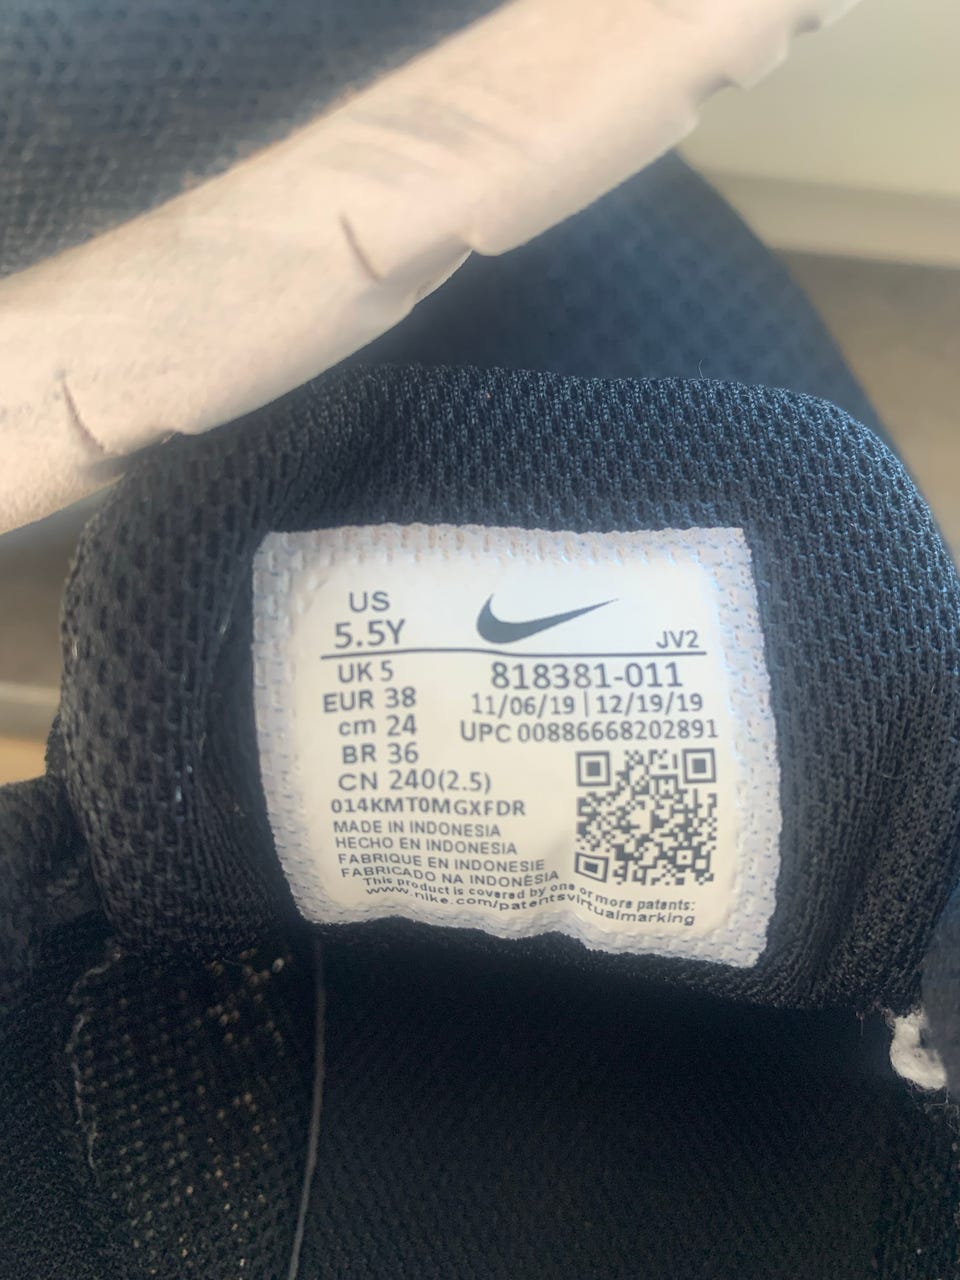 US
5.5Y
JV2
UK 5
EUR 38
cm 24
BR 36
CN 240(2.5)
818381-011
11/06/19 | 12/19/19
UPC 00886668202891
014KMT0MGXFDR
MADE IN INDONESIA
HECHO EN INDONESIA
FABRIQUE EN INDONESIE
FABRICADO NA INDONÉSIA
This product is covered by one or more patents:
www.nike.com/patentsvirtualmarking